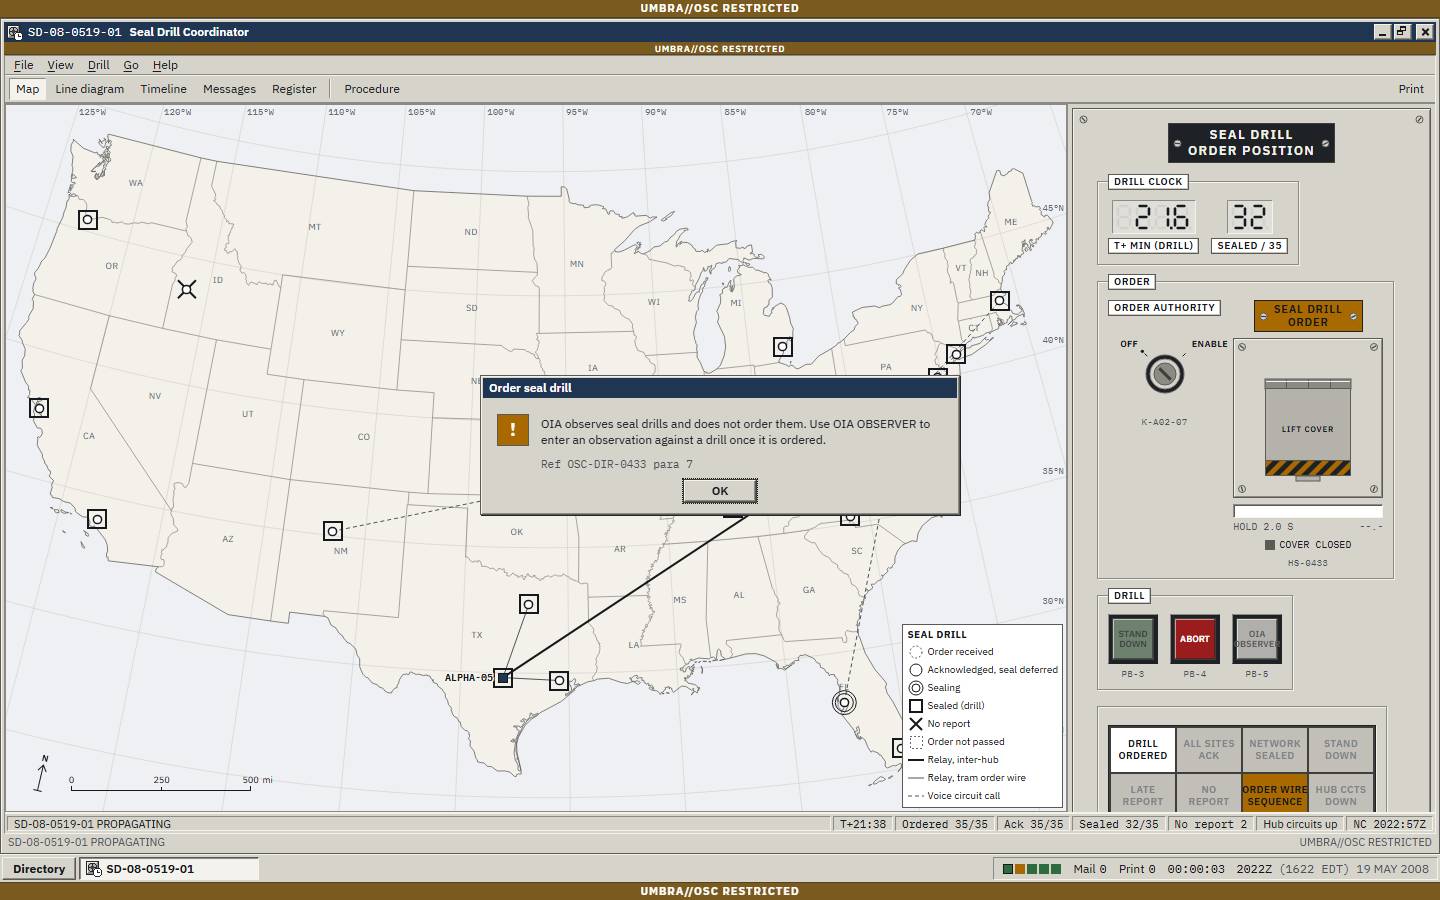 UMBRA//OSC RESTRICTED
SD-08-0519-01 Seal Drill Coordinator
UMBRA//OSC RESTRICTED
File View Drill Go Help
Map Line diagram Timeline Messages Register Procedure Print
125°W 120°W 115°W 110°W 105°W 100°W 95°W 90°W 85°W 80°W 75°W 70°W
45°N
40°N
35°N
30°N
WA
OR
ID
MT
ND
SD
MN
WI
MI
WY
NV
UT
CO
CA
AZ
NM
IA
OK
AR
TX
LA
MS
AL
GA
SC
FL
PA
NY
VT
NH
ME
CT
ALPHA-05
N
0 250 500 mi
Order seal drill
!
OIA observes seal drills and does not order them. Use OIA OBSERVER to
enter an observation against a drill once it is ordered.
Ref OSC-DIR-0433 para 7
OK
SEAL DRILL
Order received
Acknowledged, seal deferred
Sealing
Sealed (drill)
No report
Order not passed
Relay, inter-hub
Relay, tram order wire
Voice circuit call
SEAL DRILL
ORDER POSITION
DRILL CLOCK
21.6 32
T+ MIN (DRILL) SEALED / 35
ORDER
ORDER AUTHORITY
SEAL DRILL
ORDER
OFF ENABLE
K-A02-07
LIFT COVER
HOLD 2.0 S --.-
COVER CLOSED
HS-0433
DRILL
STAND
DOWN
ABORT
OIA
OBSERVER
PB-3 PB-4 PB-5
DRILL
ORDERED
ALL SITES
ACK
NETWORK
SEALED
STAND
DOWN
LATE
REPORT
NO
REPORT
ORDER WIRE
SEQUENCE
HUB CCTS
DOWN
SD-08-0519-01 PROPAGATING T+21:38 Ordered 35/35 Ack 35/35 Sealed 32/35 No report 2 Hub circuits up NC 2022:57Z
SD-08-0519-01 PROPAGATING UMBRA//OSC RESTRICTED
Directory SD-08-0519-01 Mail 0 Print 0 00:00:03 2022Z (1622 EDT) 19 MAY 2008
UMBRA//OSC RESTRICTED